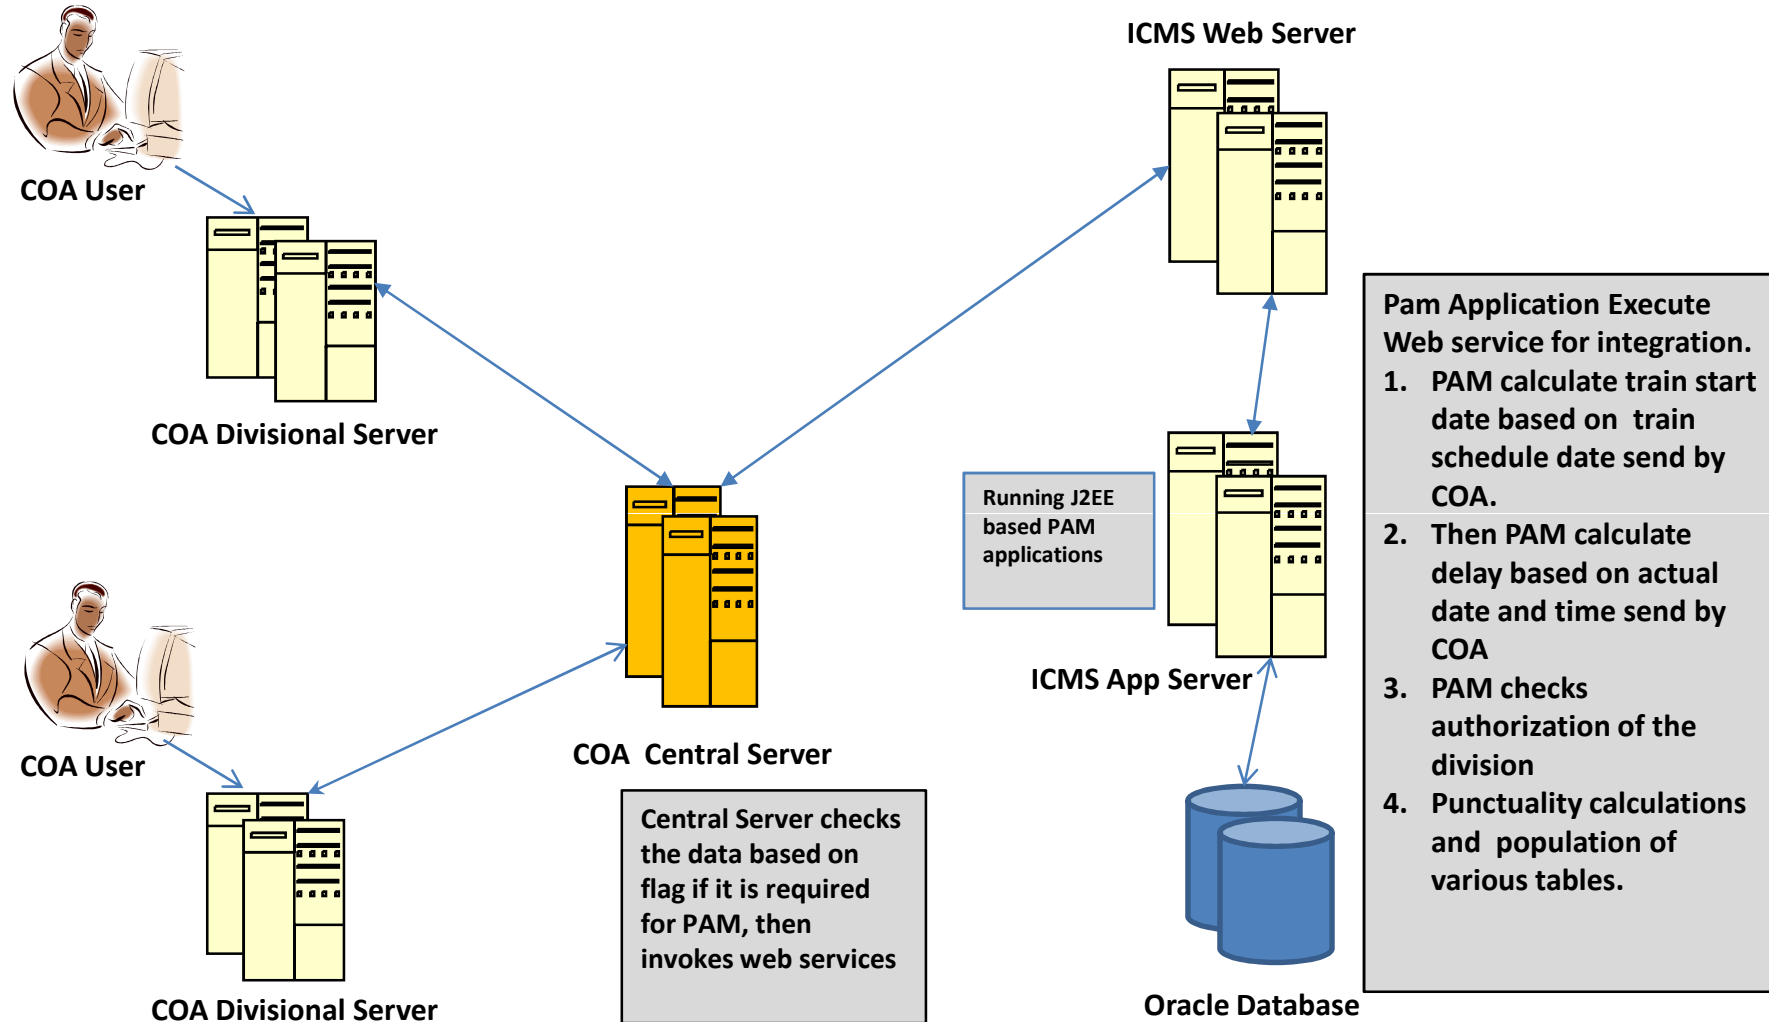 ICMS Web Server
COA User
COA Divisional Server
Pam Application Execute
Web service for integration.
1. PAM calculate train start
date based on train
schedule date send by
COA.
2. Then PAM calculate
delay based on actual
date and time send by
COA
3. PAM checks
authorization of the
division
4. Punctuality calculations
and population of
various tables.
Running J2EE
based PAM
applications
ICMS App Server
COA User
COA Central Server
Central Server checks
the data based on
flag if it is required
for PAM, then
invokes web services
COA Divisional Server
Oracle Database